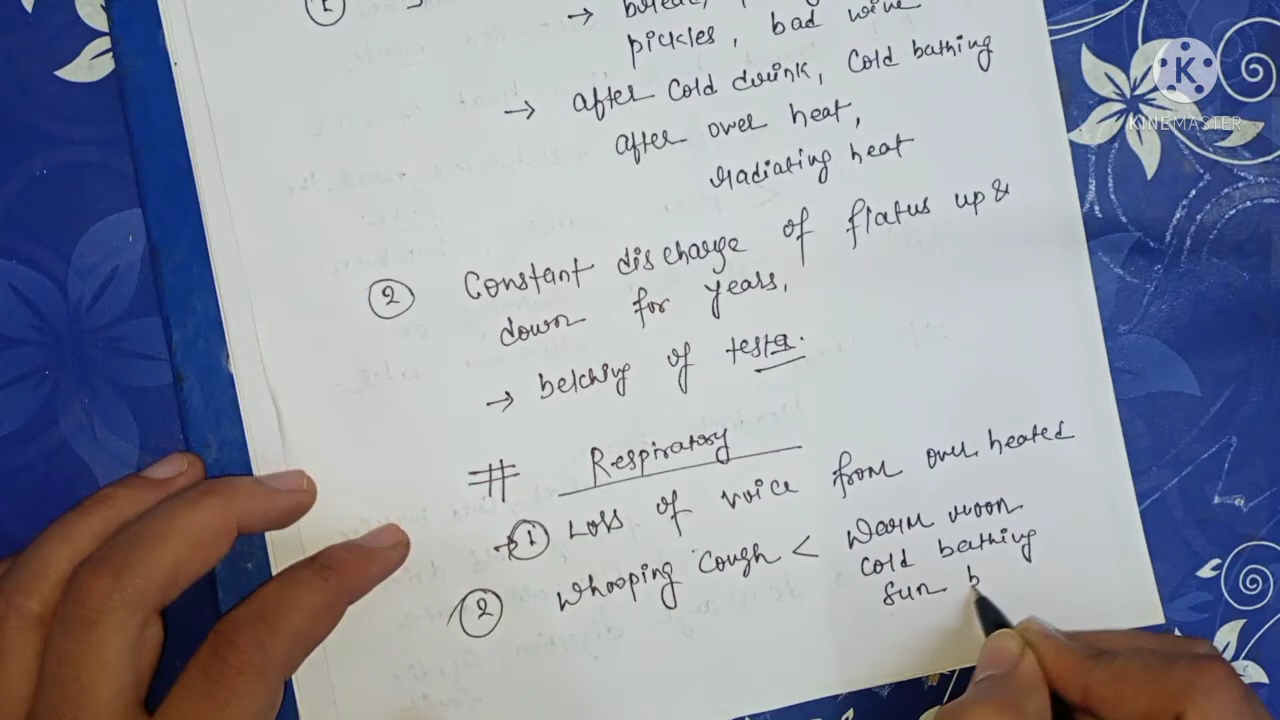 →
pickles, bad wine
→ after cold drink, cold bathing
after over heat,
radiating heat
② Constant discharge of flatus up &
down for years,
→ belching of teste.
# Respiratory
→① Loss of voice from over heated
② Whooping cough < Warm room
cold bathing
sun b
K
KINEMASTER